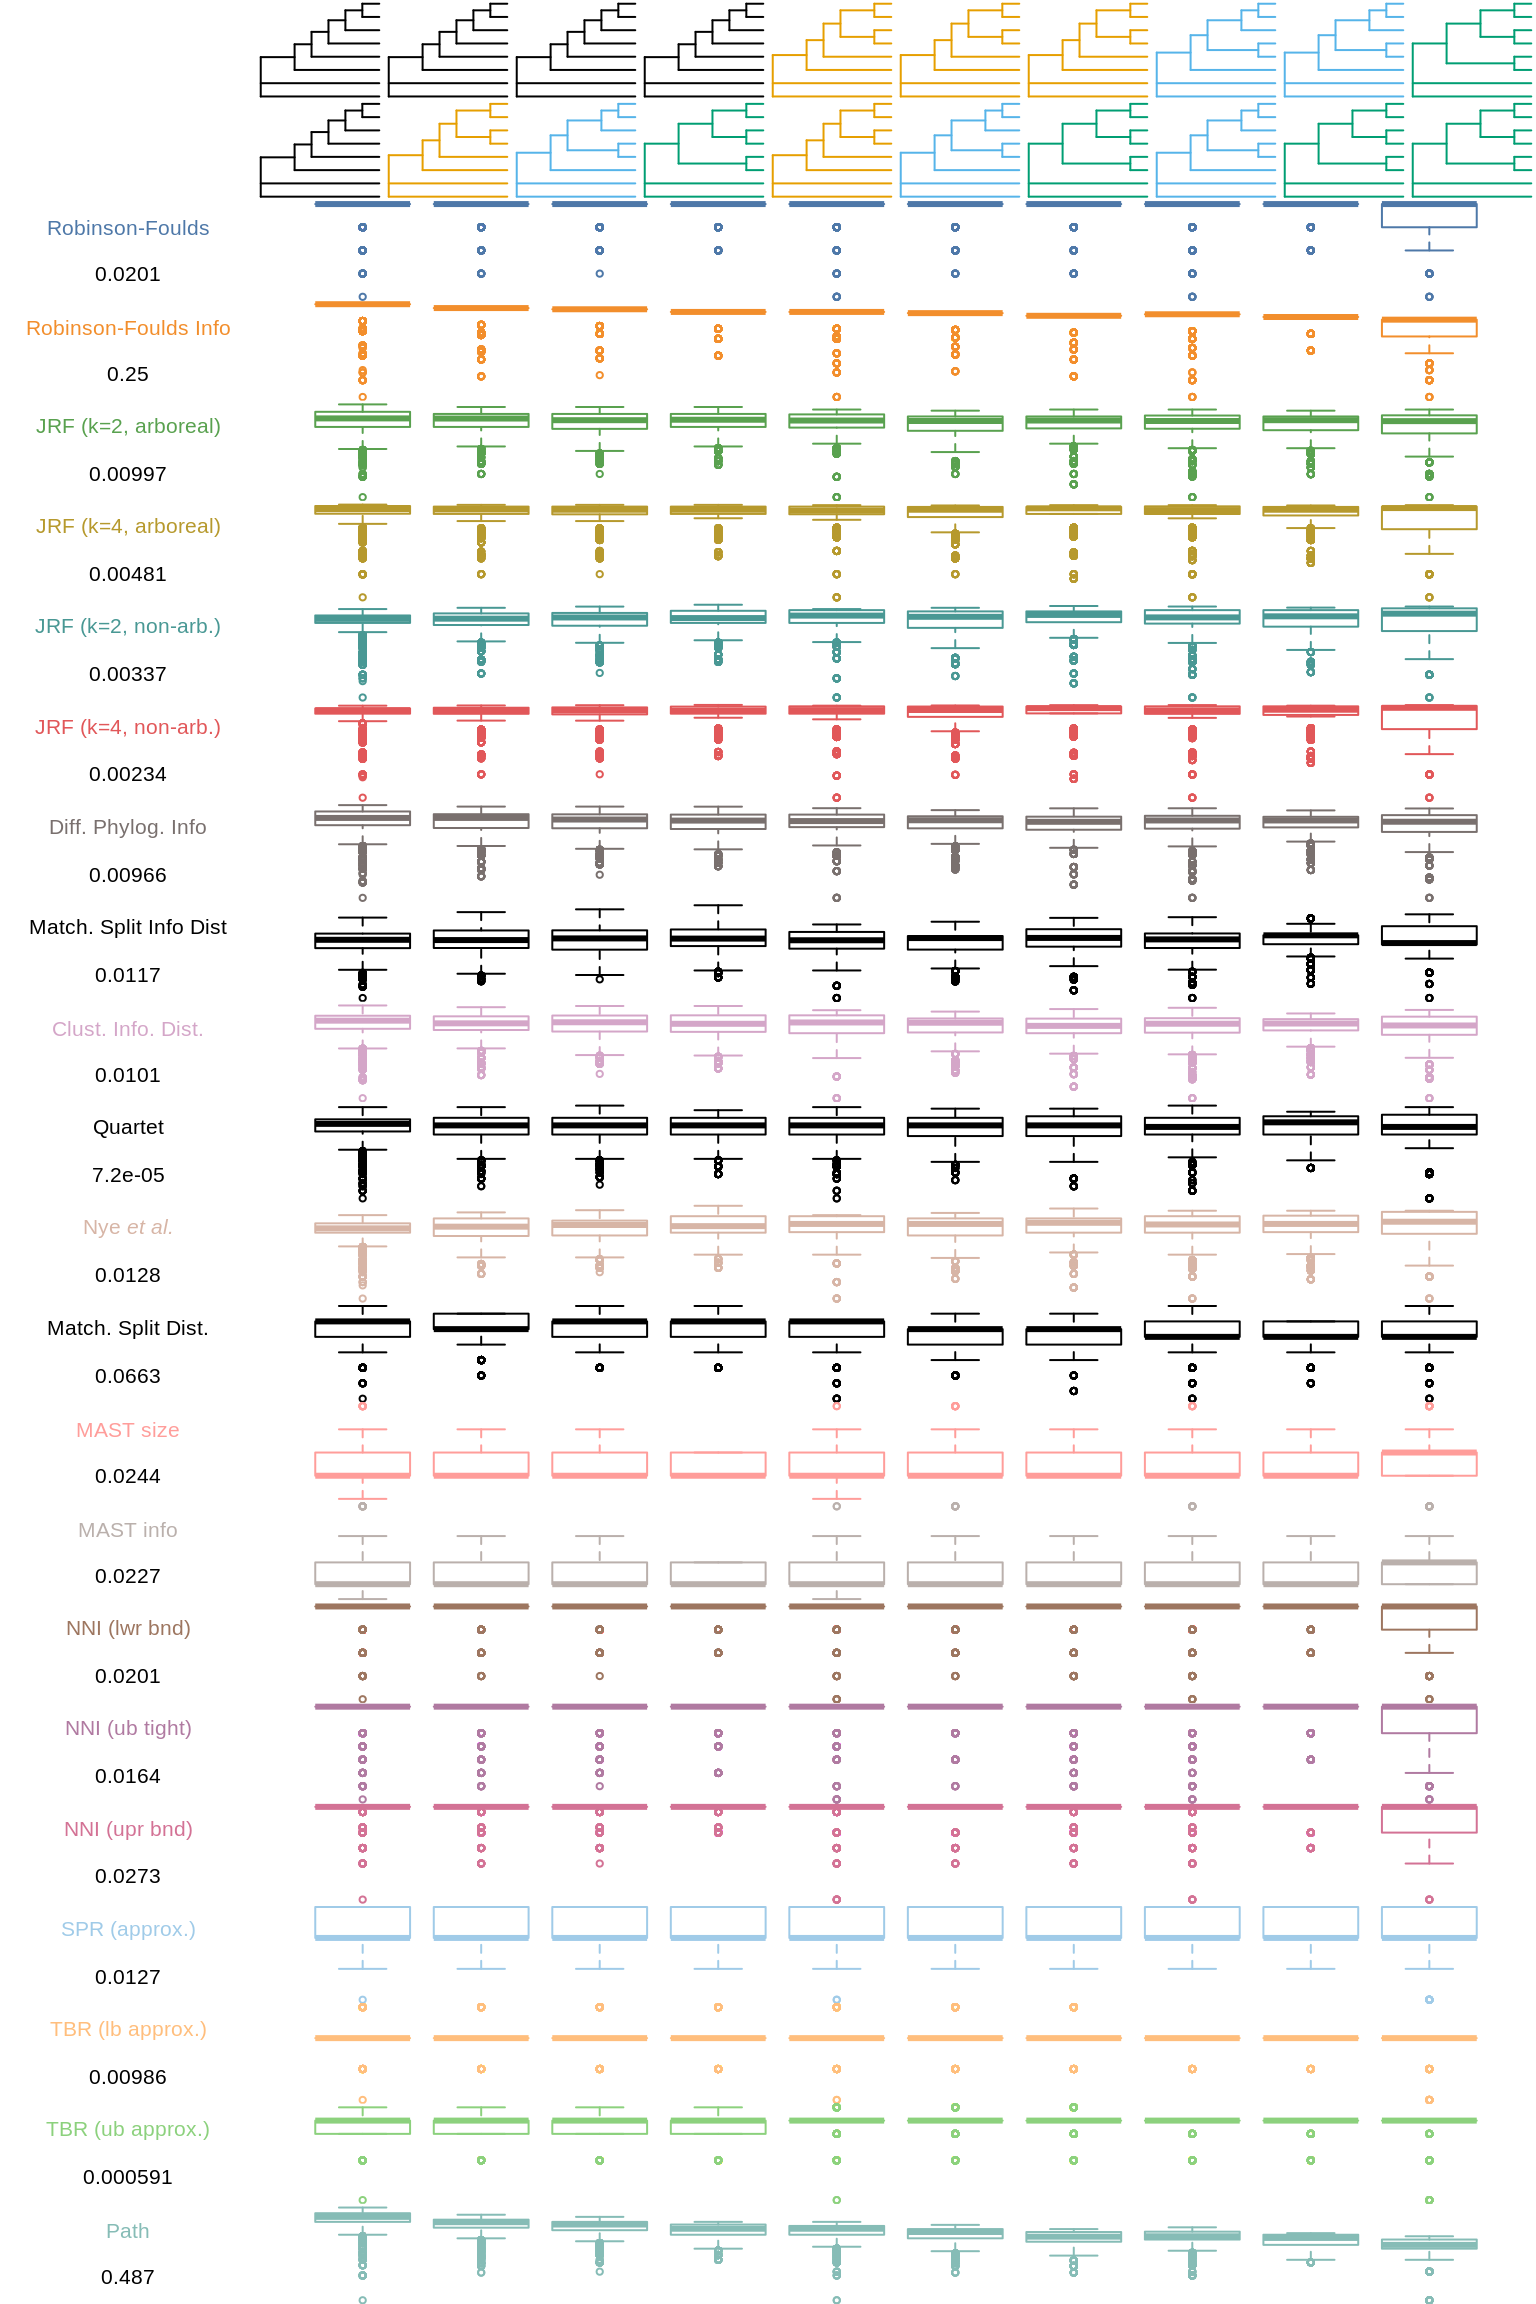 Robinson-Foulds
0.0201
Robinson-Foulds Info
0.25
JRF (k=2, arboreal)
0.00997
JRF (k=4, arboreal)
0.00481
JRF (k=2, non-arb.)
0.00337
JRF (k=4, non-arb.)
0.00234
Diff. Phylog. Info
0.00966
Match. Split Info Dist
0.0117
Clust. Info. Dist.
0.0101
Quartet
7.2e-05
Nye et al.
0.0128
Match. Split Dist.
0.0663
MAST size
0.0244
MAST info
0.0227
NNI (lwr bnd)
0.0201
NNI (ub tight)
0.0164
NNI (upr bnd)
0.0273
SPR (approx.)
0.0127
TBR (lb approx.)
0.00986
TBR (ub approx.)
0.000591
Path
0.487